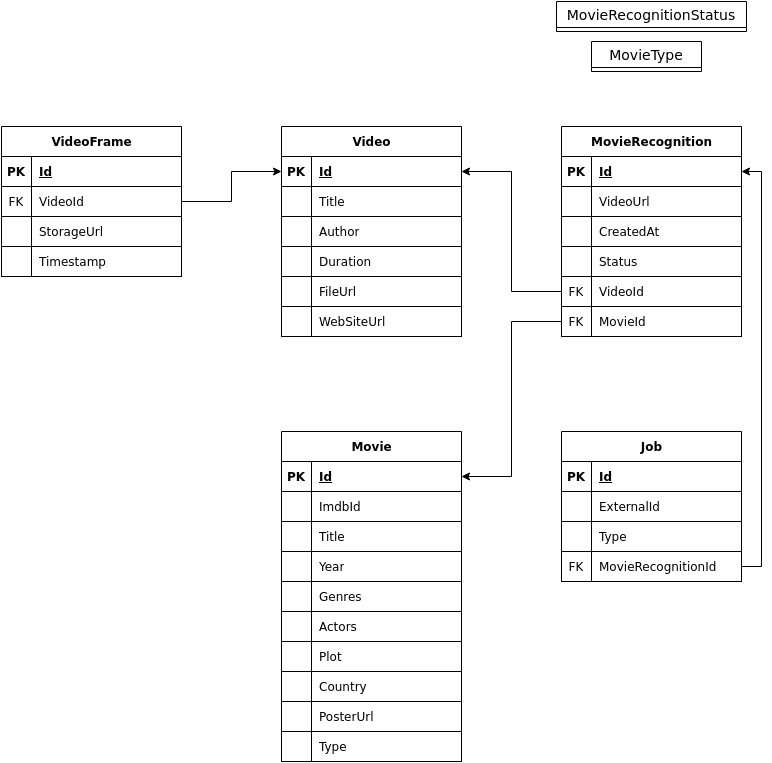 MovieRecognitionStatus
MovieType
VideoFrame
PK Id
FK VideoId
StorageUrl
Timestamp
Video
PK Id
Title
Author
Duration
FileUrl
WebSiteUrl
MovieRecognition
PK Id
VideoUrl
CreatedAt
Status
FK VideoId
FK MovieId
Movie
PK Id
ImdbId
Title
Year
Genres
Actors
Plot
Country
PosterUrl
Type
Job
PK Id
ExternalId
Type
FK MovieRecognitionId